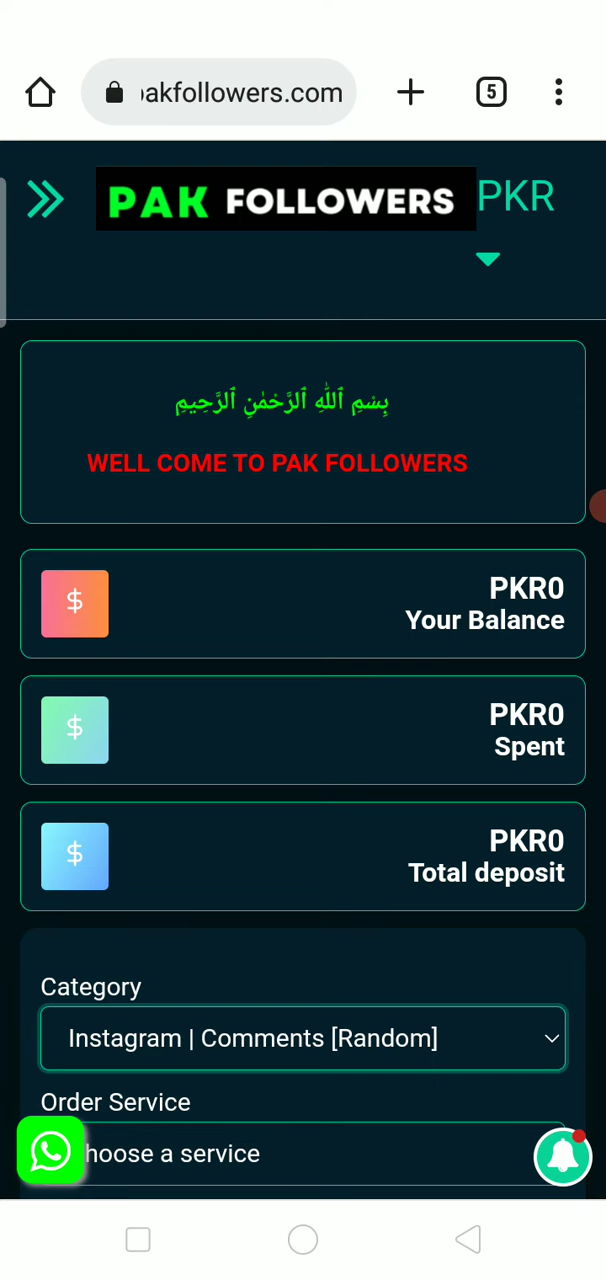 pakfollowers.com
5
PAK FOLLOWERS
PKR
بِسْمِ ٱللَّٰهِ ٱلرَّحْمَٰنِ ٱلرَّحِيمِ
WELL COME TO PAK FOLLOWERS
$
PKR0
Your Balance
$
PKR0
Spent
$
PKR0
Total deposit
Category
Instagram | Comments [Random]
Order Service
hoose a service